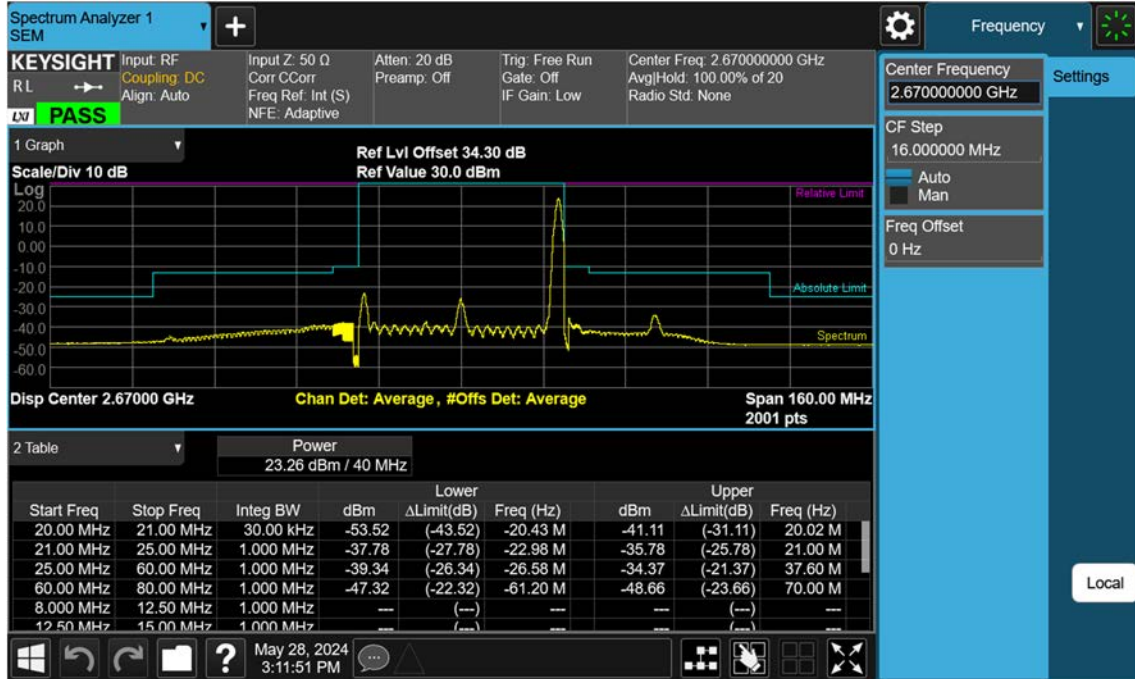 Spectrum Analyzer 1
SEM
Frequency
KEYSIGHT
R L
LXI
PASS
Input: RF
Coupling: DC
Align: Auto
Input Z: 50 Ω
Corr CCorr
Freq Ref: Int (S)
NFE: Adaptive
Atten: 20 dB
Preamp: Off
Trig: Free Run
Gate: Off
IF Gain: Low
Center Freq: 2.670000000 GHz
Avg|Hold: 100.00% of 20
Radio Std: None
Center Frequency
2.670000000 GHz
Settings
CF Step
16.000000 MHz
Auto
Man
Freq Offset
0 Hz
Local
1 Graph
Scale/Div 10 dB
Ref Lvl Offset 34.30 dB
Ref Value 30.0 dBm
Log
20.0
10.0
0.00
-10.0
-20.0
-30.0
-40.0
-50.0
-60.0
Relative Limit
Absolute Limit
Spectrum
Disp Center 2.67000 GHz
Chan Det: Average, #Offs Det: Average
Span 160.00 MHz
2001 pts
2 Table
Power
23.26 dBm / 40 MHz
Lower Upper
Start Freq Stop Freq Integ BW dBm ΔLimit(dB) Freq (Hz) dBm ΔLimit(dB) Freq (Hz)
20.00 MHz 21.00 MHz 30.00 kHz -53.52 (-43.52) -20.43 M -41.11 (-31.11) 20.02 M
21.00 MHz 25.00 MHz 1.000 MHz -37.78 (-27.78) -22.98 M -35.78 (-25.78) 21.00 M
25.00 MHz 60.00 MHz 1.000 MHz -39.34 (-26.34) -26.58 M -34.37 (-21.37) 37.60 M
60.00 MHz 80.00 MHz 1.000 MHz -47.32 (-22.32) -61.20 M -48.66 (-23.66) 70.00 M
8.000 MHz 12.50 MHz 1.000 MHz --- (---) --- --- (---) ---
12.50 MHz 15.00 MHz 1.000 MHz --- (---) --- --- (---) ---
?
May 28, 2024
3:11:51 PM